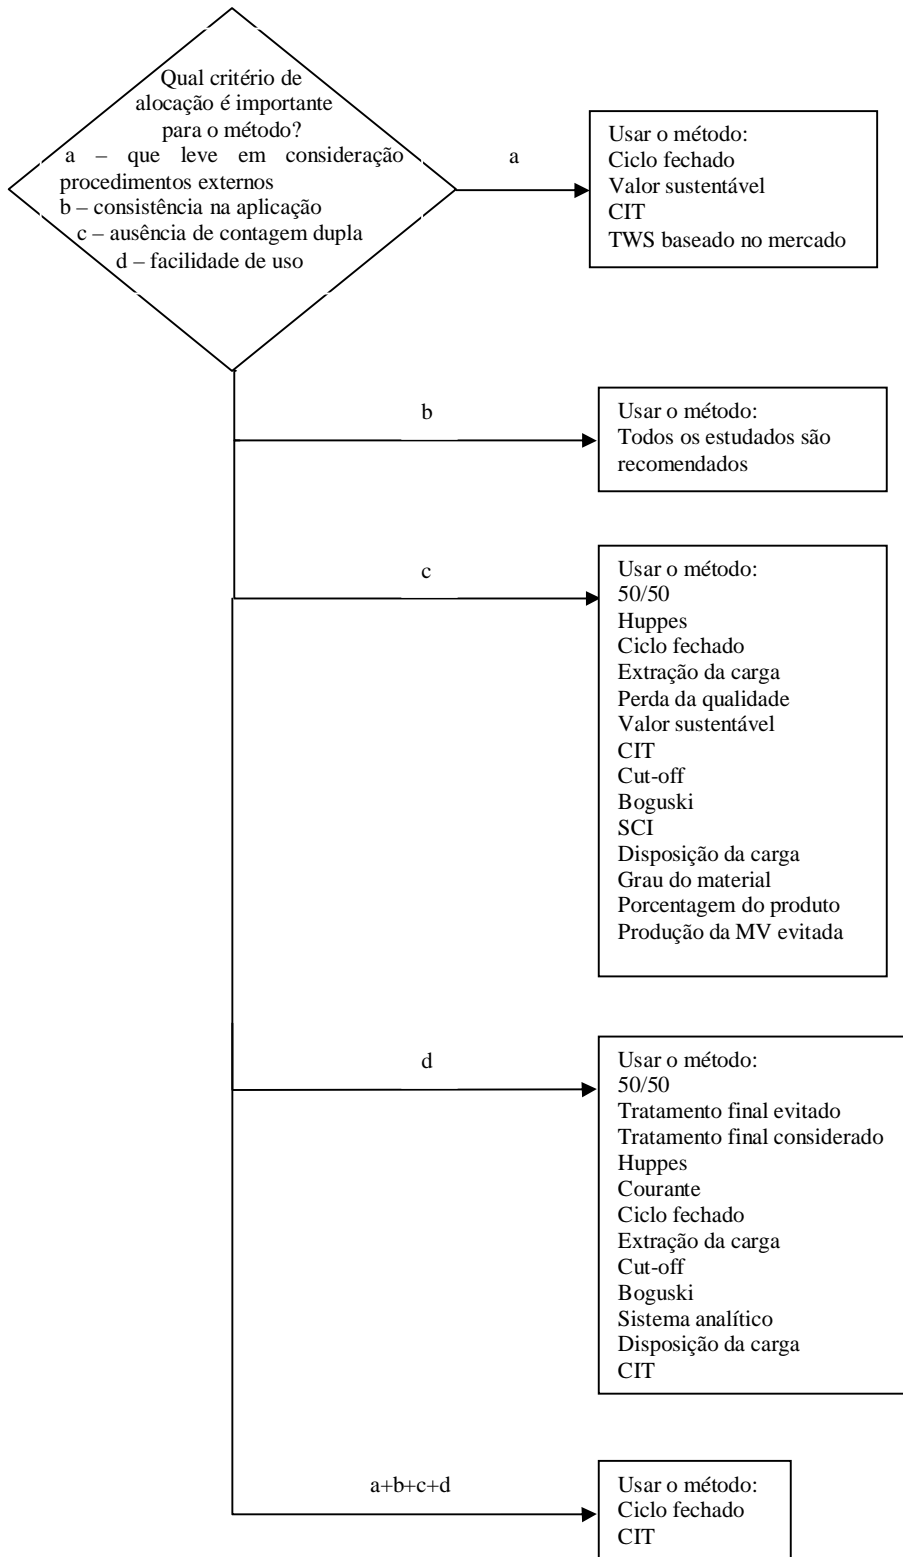 Qual critério de
alocação é importante
para o método?
a – que leve em consideração
procedimentos externos
b – consistência na aplicação
c – ausência de contagem dupla
d – facilidade de uso
a
Usar o método:
Ciclo fechado
Valor sustentável
CIT
TWS baseado no mercado
b
Usar o método:
Todos os estudados são
recomendados
c
Usar o método:
50/50
Huppes
Ciclo fechado
Extração da carga
Perda da qualidade
Valor sustentável
CIT
Cut-off
Boguski
SCI
Disposição da carga
Grau do material
Porcentagem do produto
Produção da MV evitada
d
Usar o método:
50/50
Tratamento final evitado
Tratamento final considerado
Huppes
Courante
Ciclo fechado
Extração da carga
Cut-off
Boguski
Sistema analítico
Disposição da carga
CIT
a+b+c+d
Usar o método:
Ciclo fechado
CIT